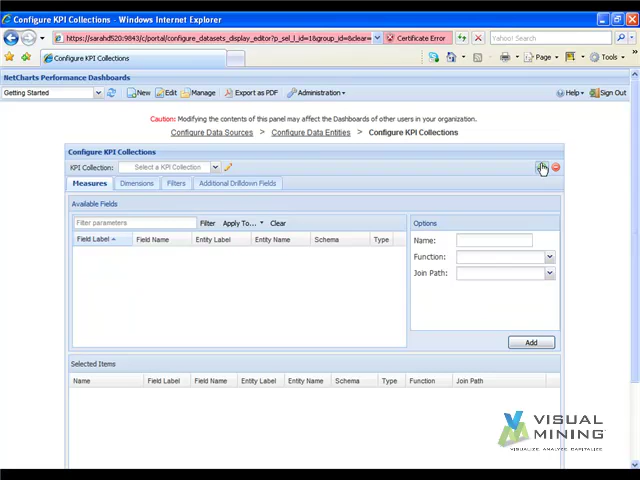 Configure KPI Collections - Windows Internet Explorer
https://sarahd520:9843/c/portal/configure_datasets_display_editor?p_sel_l_id=1&group_id=&clear= Certificate Error Yahoo! Search
Configure KPI Collections Page Tools
NetCharts Performance Dashboards
Getting Started New Edit Manage Export as PDF Administration Help Sign Out
Caution: Modifying the contents of this panel may affect the Dashboards of other users in your organization.
Configure Data Sources > Configure Data Entities > Configure KPI Collections
Configure KPI Collections
KPI Collection: Select a KPI Collection
Measures Dimensions Filters Additional Drilldown Fields
Available Fields
Filter parameters Filter Apply To... Clear Options
Field Label Field Name Entity Label Entity Name Schema Type Name:
Function:
Join Path:
Add
Selected Items
Name Field Label Field Name Entity Label Entity Name Schema Type Function Join Path
VISUAL
MINING
VISUALIZE ANALYZE CAPITALIZE